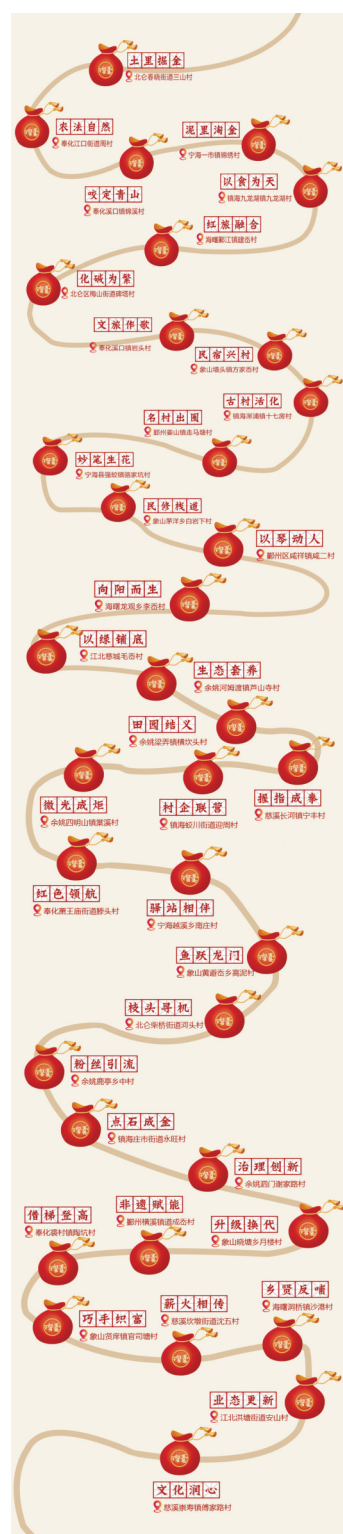 土里掘金
北仑春晓街道三山村
农法自然
奉化江口街道周村
泥里淘金
宁海一市镇锦绣村
咬定青山
奉化溪口镇锦溪村
以食为天
镇海九龙湖镇九龙湖村
红旅融合
海曙鄞江镇建岙村
化碱为繁
北仑区梅山街道碑塔村
文旅作歌
奉化溪口镇岩头村
民宿兴村
象山墙头镇方家岙村
古村活化
镇海澥浦镇十七房村
名村出圈
鄞州姜山镇走马塘村
妙笔生花
宁海县强蛟镇骆家坑村
民修栈道
象山茅洋乡白岩下村
以琴动人
鄞州区咸祥镇咸二村
向阳而生
海曙龙观乡李岙村
以绿铺底
江北慈城毛岙村
生态套养
余姚河姆渡镇芦山寺村
田园结义
余姚梁弄镇横坎头村
微光成炬
余姚四明山镇棠溪村
村企联营
镇海蛟川街道迎周村
握指成拳
慈溪长河镇宁丰村
红色领航
奉化萧王庙街道滕头村
驿站相伴
宁海越溪乡南庄村
鱼跃龙门
象山黄避岙乡高泥村
枝头寻机
北仑柴桥街道河头村
粉丝引流
余姚鹿亭乡中村
点石成金
镇海庄市街道永旺村
治理创新
余姚泗门谢家路村
借梯登高
奉化裘村镇陶坑村
非遗赋能
鄞州横溪镇道成岙村
升级换代
象山晓塘乡月楼村
巧手织富
象山贤庠镇官司塘村
薪火相传
慈溪坎墩街道沈五村
乡贤反哺
海曙洞桥镇沙港村
业态更新
江北洪塘街道安山村
文化润心
慈溪崇寿镇傅家路村